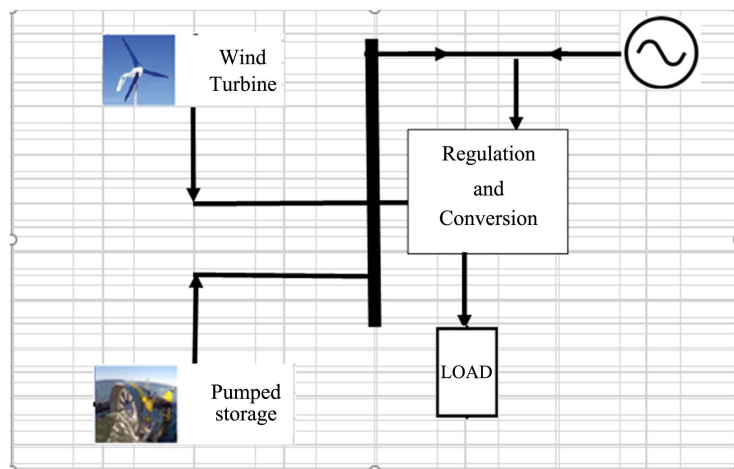 Wind
Turbine
Regulation
and
Conversion
LOAD
Pumped
storage